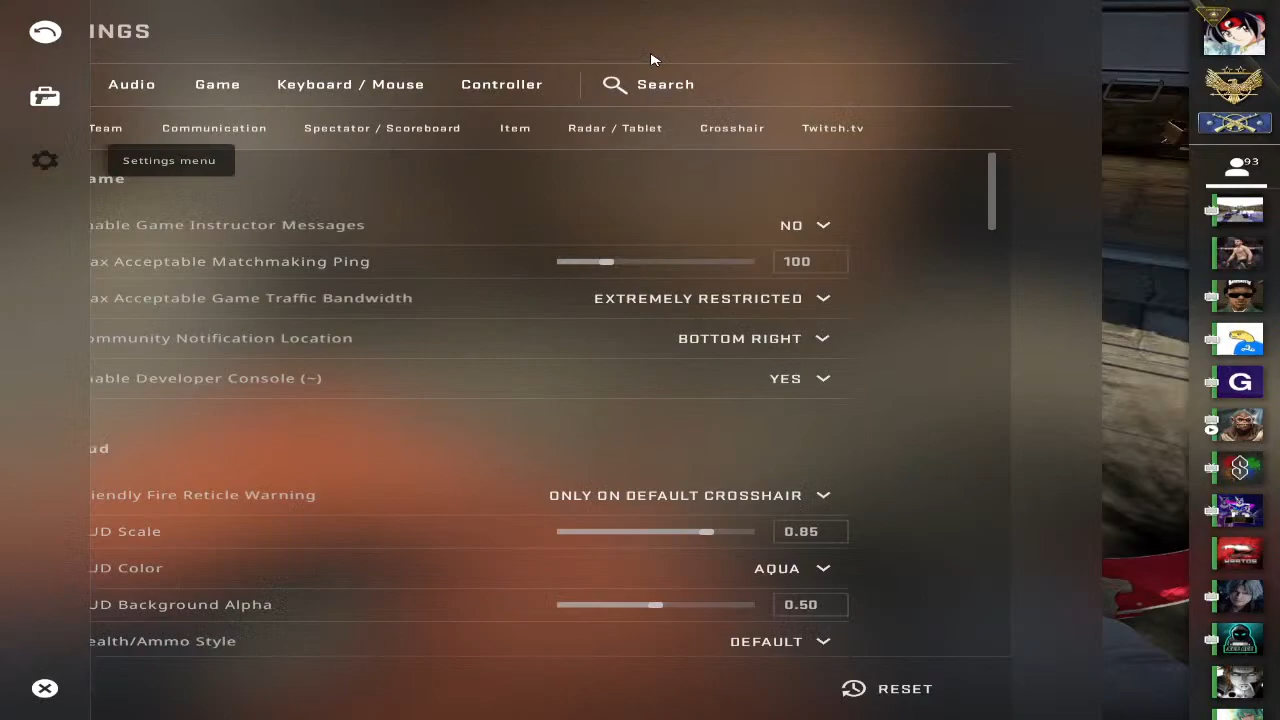 INGS
Audio Game Keyboard / Mouse Controller Search
Team Communication Spectator / Scoreboard Item Radar / Tablet Crosshair Twitch.tv
Settings menu
ame
93
nable Game Instructor Messages NO
ax Acceptable Matchmaking Ping 100
ax Acceptable Game Traffic Bandwidth EXTREMELY RESTRICTED
ommunity Notification Location BOTTOM RIGHT
nable Developer Console (~) YES
G
ud
iendly Fire Reticle Warning ONLY ON DEFAULT CROSSHAIR
UD Scale 0.85
UD Color AQUA
UD Background Alpha 0.50
ealth/Ammo Style DEFAULT
RESET